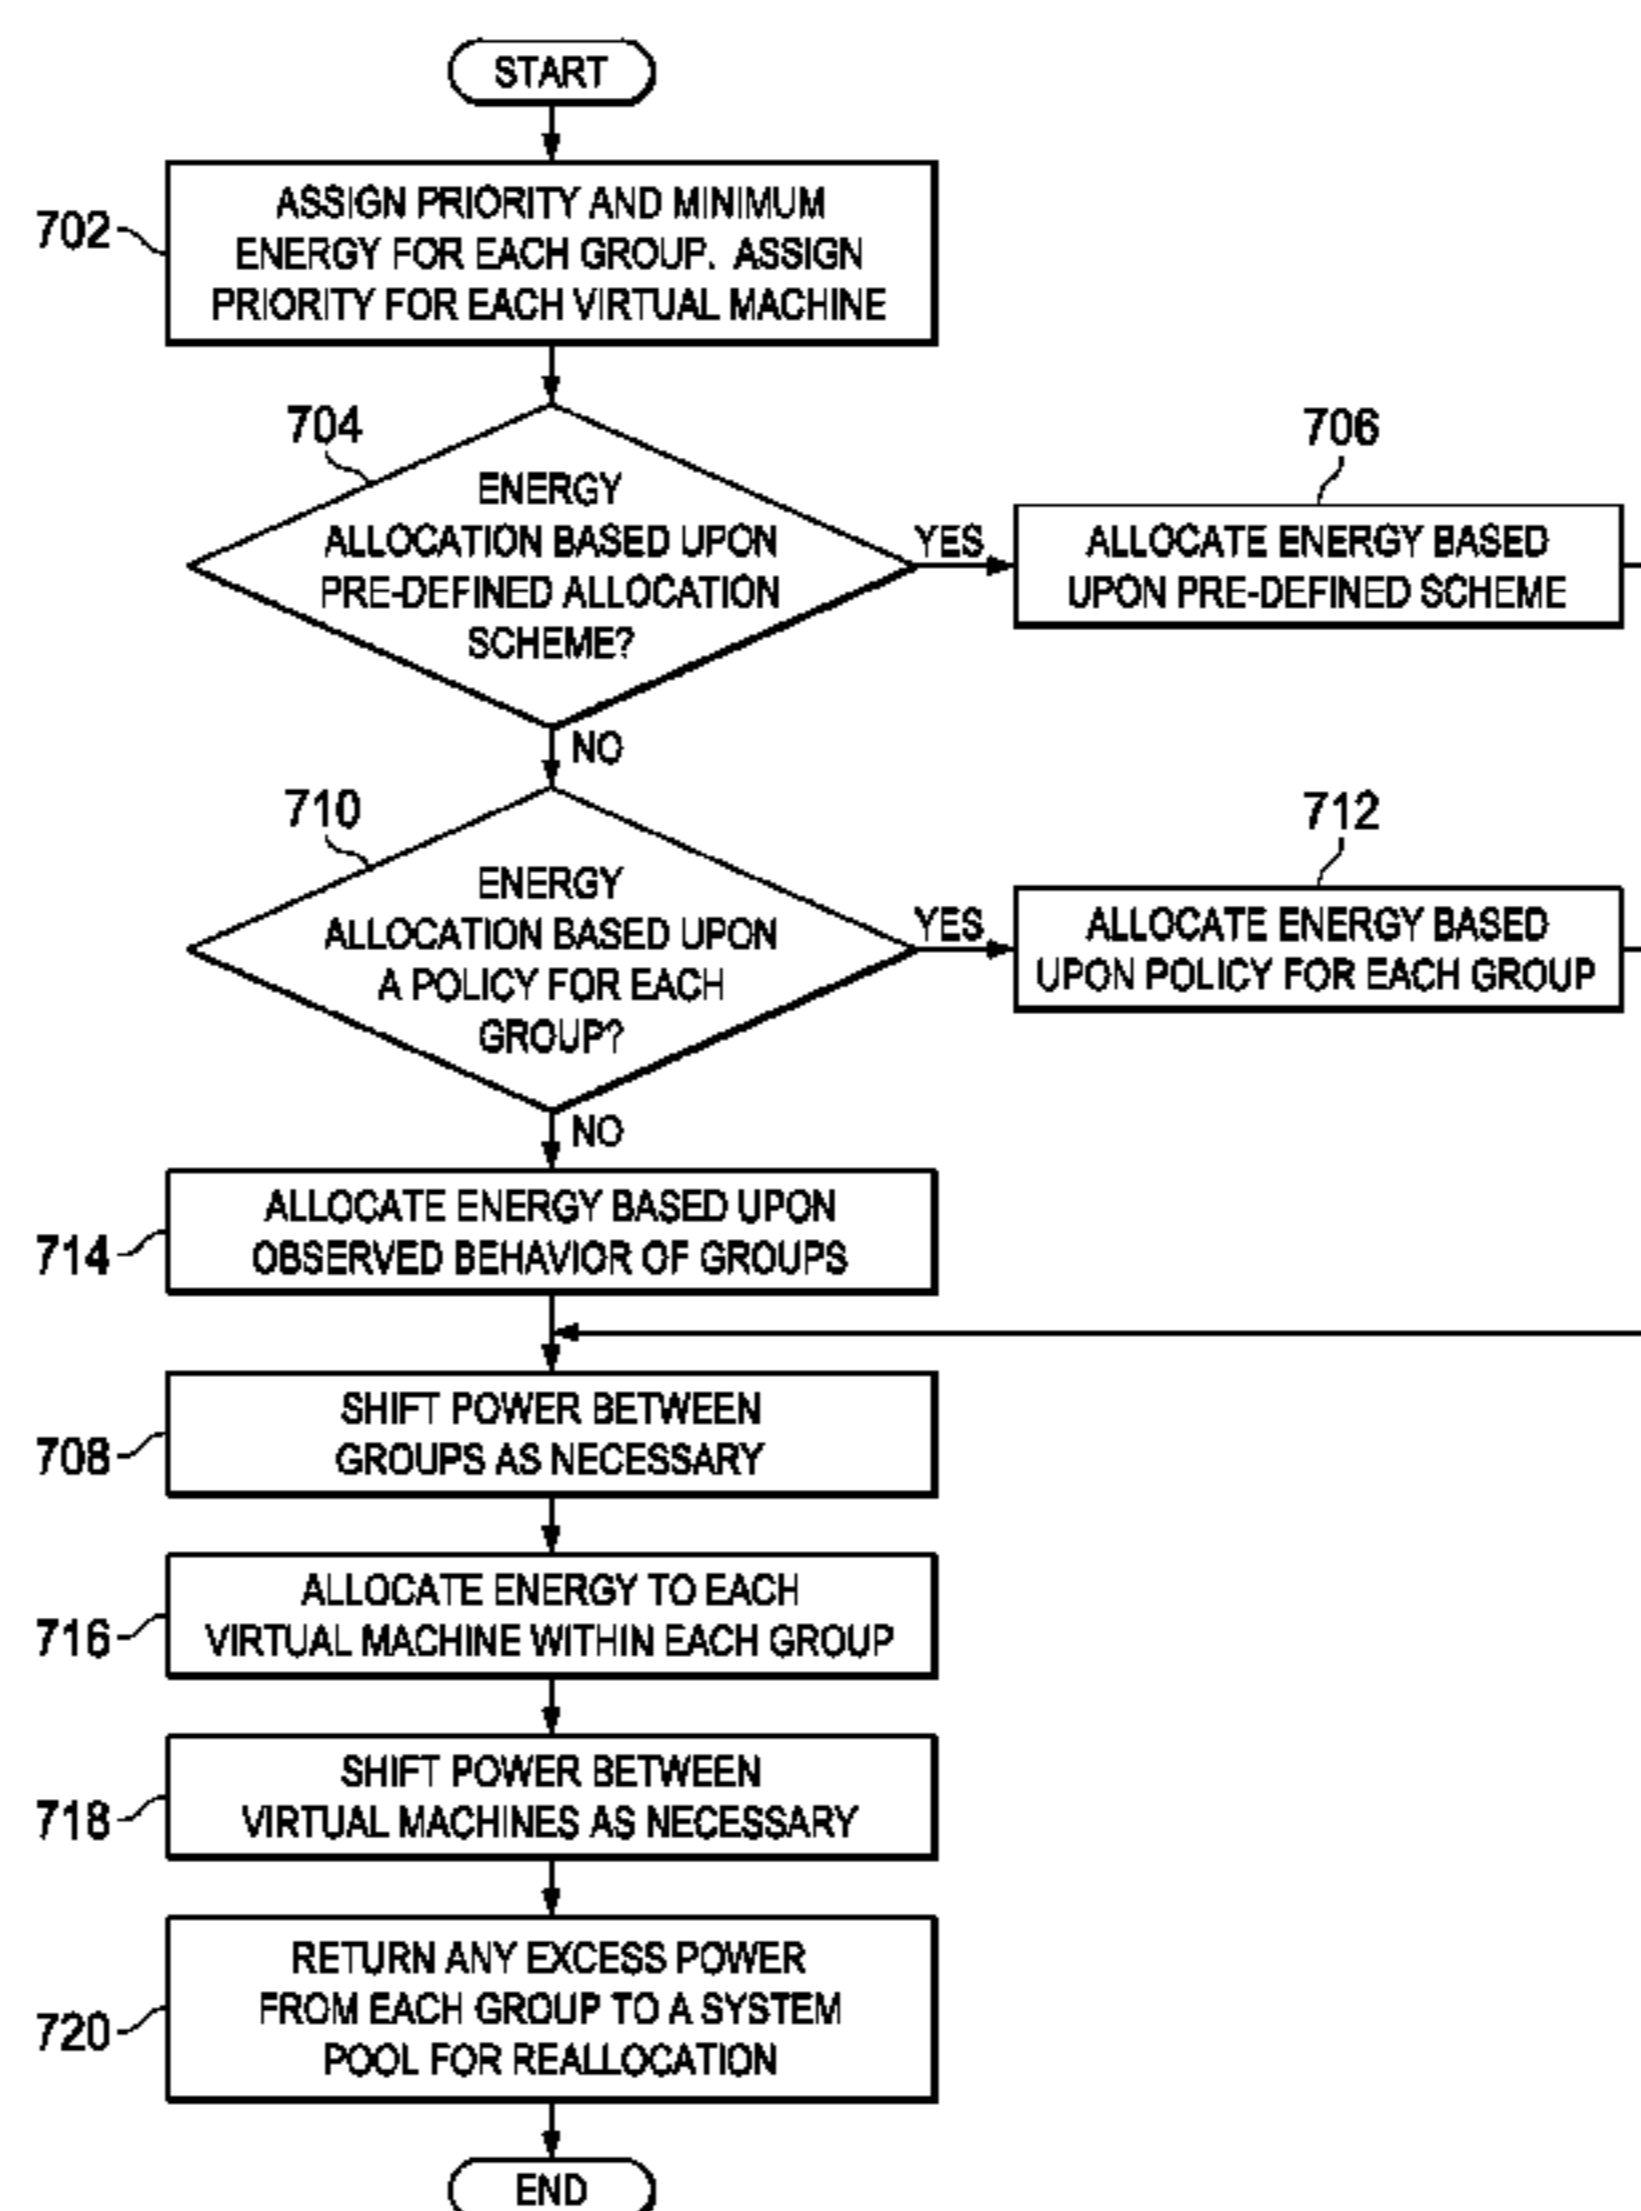 START
702
ASSIGN PRIORITY AND MINIMUM
ENERGY FOR EACH GROUP. ASSIGN
PRIORITY FOR EACH VIRTUAL MACHINE
704
ENERGY
ALLOCATION BASED UPON
PRE-DEFINED ALLOCATION
SCHEME?
YES
706
ALLOCATE ENERGY BASED
UPON PRE-DEFINED SCHEME
NO
710
ENERGY
ALLOCATION BASED UPON
A POLICY FOR EACH
GROUP?
YES
712
ALLOCATE ENERGY BASED
UPON POLICY FOR EACH GROUP
NO
714
ALLOCATE ENERGY BASED UPON
OBSERVED BEHAVIOR OF GROUPS
708
SHIFT POWER BETWEEN
GROUPS AS NECESSARY
716
ALLOCATE ENERGY TO EACH
VIRTUAL MACHINE WITHIN EACH GROUP
718
SHIFT POWER BETWEEN
VIRTUAL MACHINES AS NECESSARY
720
RETURN ANY EXCESS POWER
FROM EACH GROUP TO A SYSTEM
POOL FOR REALLOCATION
END